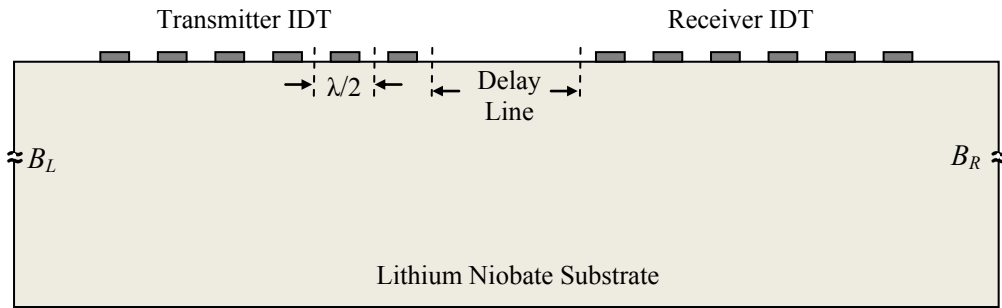 Transmitter IDT
Receiver IDT
λ/2
Delay
Line
B_L
B_R
Lithium Niobate Substrate